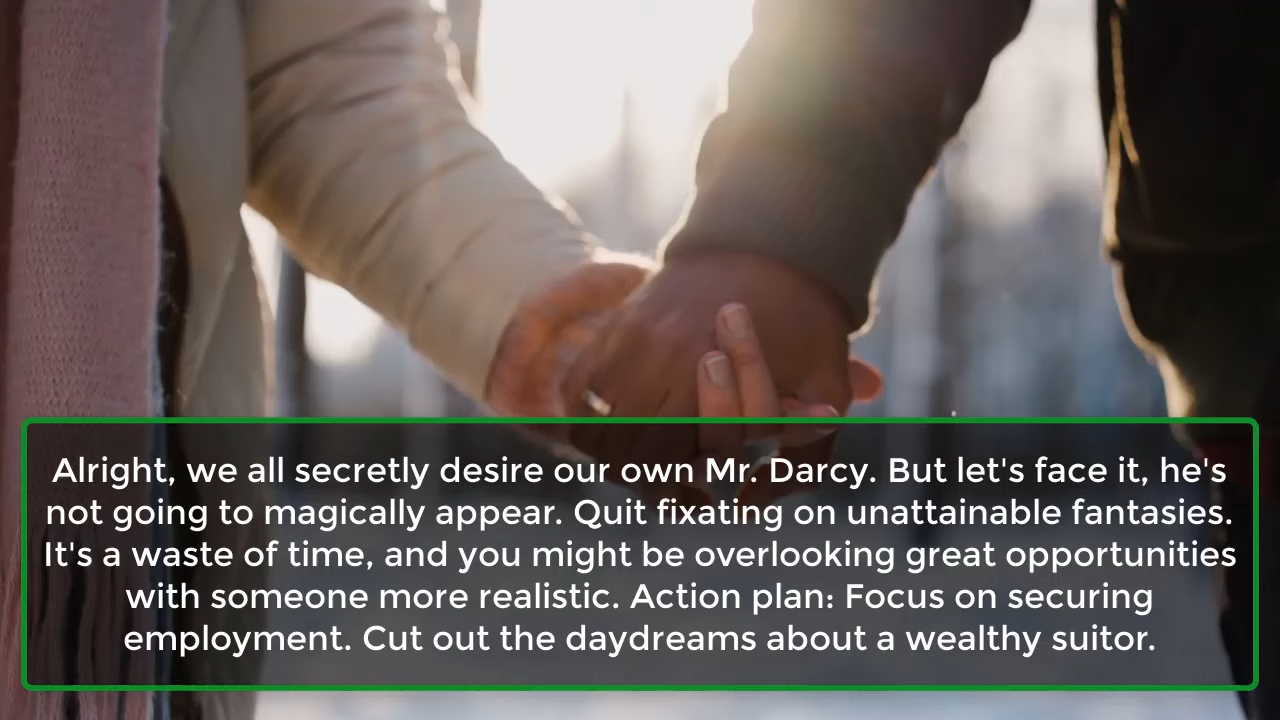 Alright, we all secretly desire our own Mr. Darcy. But let's face it, he's
not going to magically appear. Quit fixating on unattainable fantasies.
It's a waste of time, and you might be overlooking great opportunities
with someone more realistic. Action plan: Focus on securing
employment. Cut out the daydreams about a wealthy suitor.